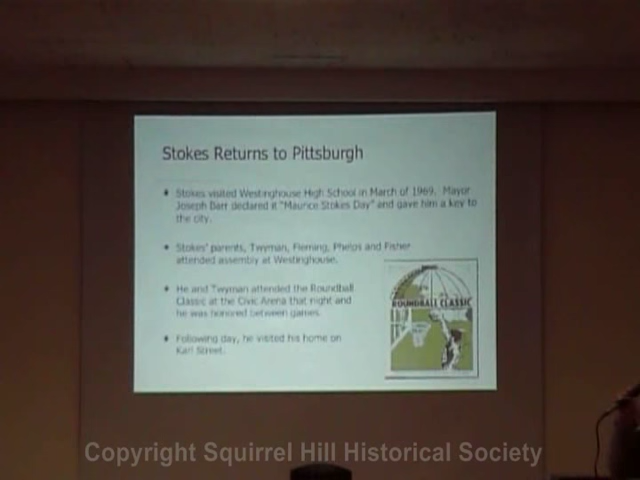 Stokes Returns to Pittsburgh
Stokes visited Westinghouse High School in March of 1969. Mayor
Joseph Barr declared it "Maurice Stokes Day" and gave him a key to
the city.
Stokes' parents, Twyman, Fleming, Phelps and Fisher
attended assembly at Westinghouse.
He and Twyman attended the Roundball
Classic at the Civic Arena that night and
he was honored between games.
ROUNDBALL CLASSIC
Following day, he visited his home on
Karl Street.
Copyright Squirrel Hill Historical Society